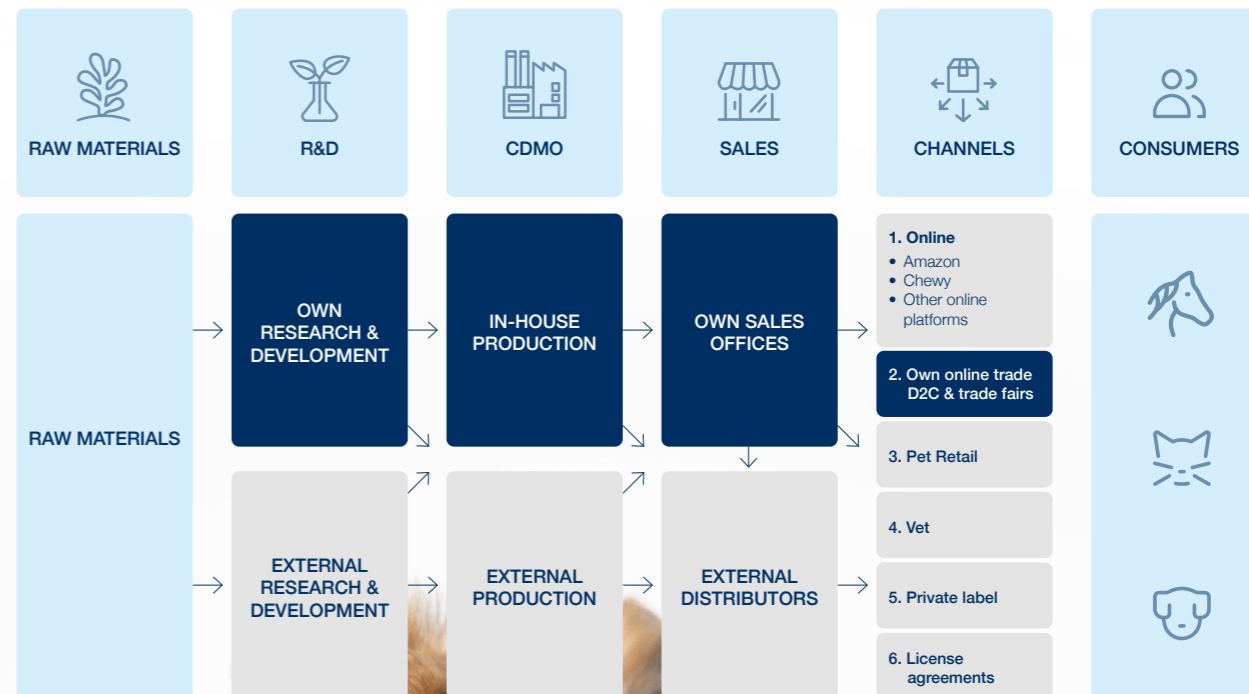 RAW MATERIALS
R&D
CDMO
SALES
CHANNELS
CONSUMERS
RAW MATERIALS
OWN
RESEARCH &
DEVELOPMENT
IN-HOUSE
PRODUCTION
OWN SALES
OFFICES
1. Online
• Amazon
• Chewy
• Other online
platforms
2. Own online trade
D2C & trade fairs
3. Pet Retail
4. Vet
5. Private label
6. License
agreements
EXTERNAL
RESEARCH &
DEVELOPMENT
EXTERNAL
PRODUCTION
EXTERNAL
DISTRIBUTORS